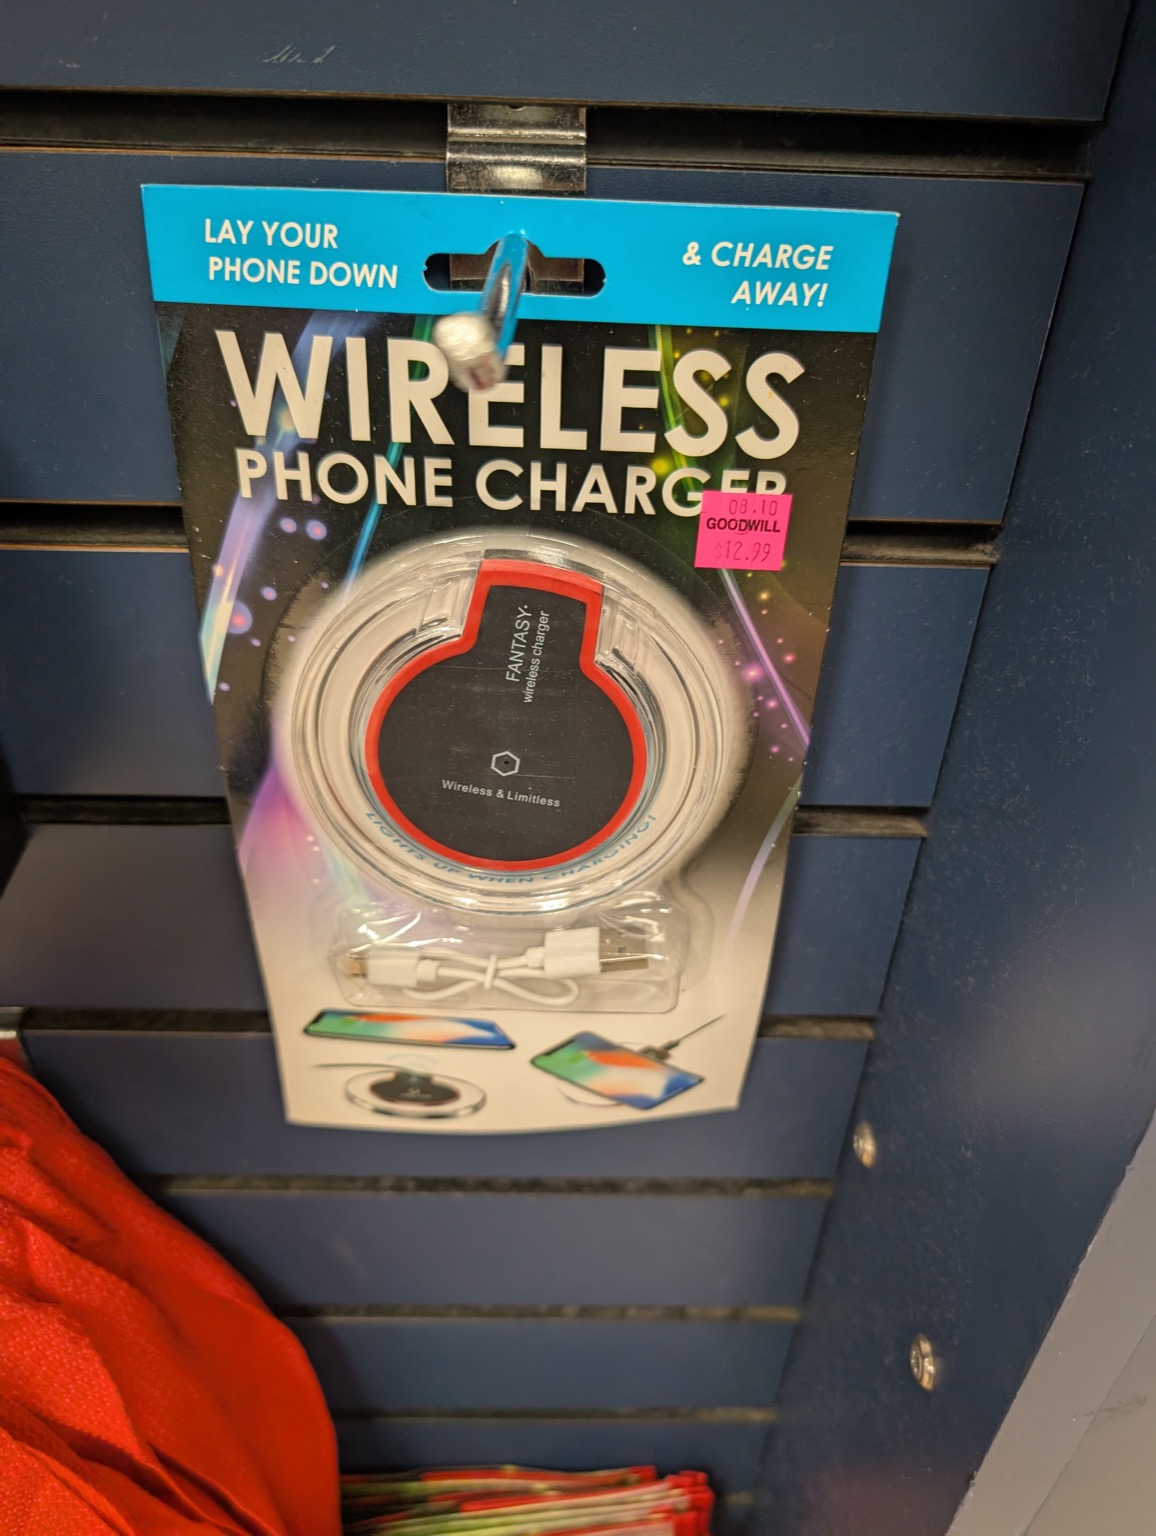 LAY YOUR
PHONE DOWN
& CHARGE
AWAY!
WIRELESS
PHONE CHARGER
08.10
GOODWILL
$12.99
FANTASY
wireless charger
Wireless & Limitless
LIGHTS UP WHEN CHARGING!